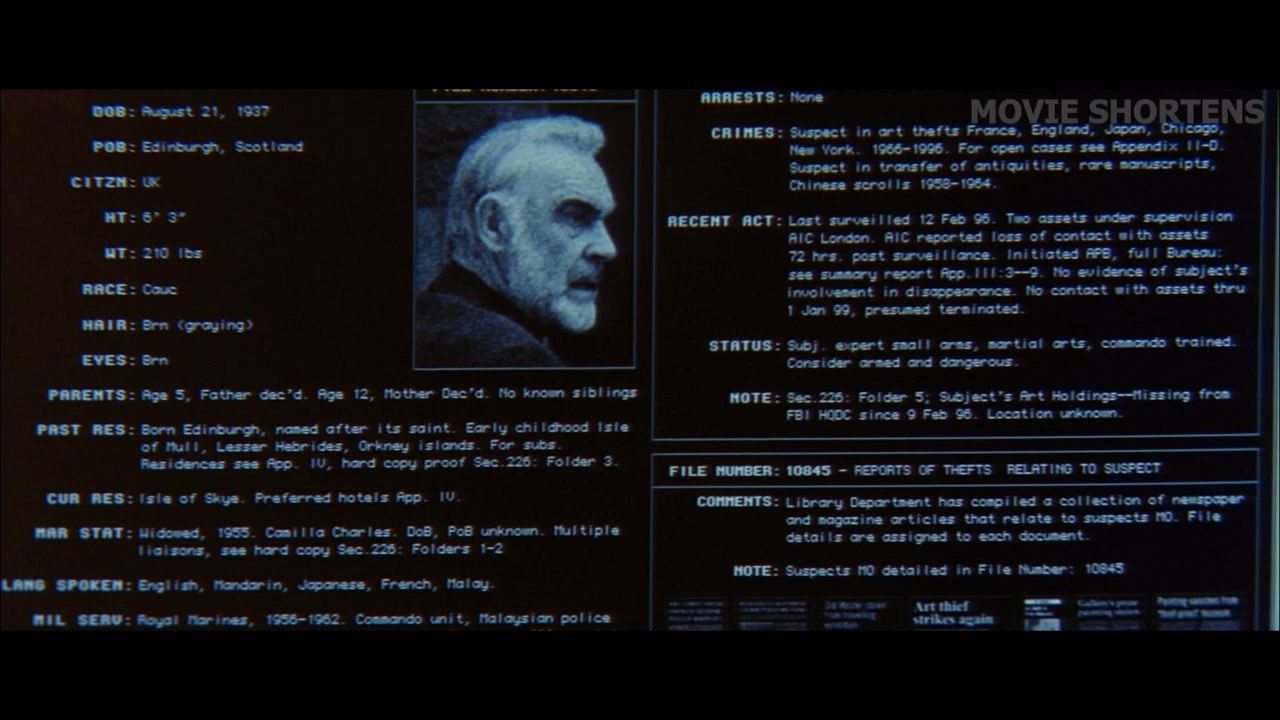 MOVIE SHORTENS
DOB: August 21, 1937
POB: Edinburgh, Scotland
CITZN: UK
HT: 6' 3"
WT: 210 lbs
RACE: Cauc
HAIR: Brn (graying)
EYES: Brn
PARENTS: Age 5, Father dec'd. Age 12, Mother Dec'd. No known siblings
PAST RES: Born Edinburgh, named after its saint. Early childhood Isle
of Mull, Lesser Hebrides, Orkney islands. For subs.
Residences see App. IV, hard copy proof Sec.226: Folder 3.
CUR RES: Isle of Skye. Preferred hotels App. IV.
MAR STAT: Widowed, 1955. Camilla Charles. DoB, PoB unknown. Multiple
liaisons, see hard copy Sec.226: Folders 1-2
LANG SPOKEN: English, Mandarin, Japanese, French, Malay.
MIL SERV: Royal Marines, 1956-1962. Commando unit, Malaysian police
ARRESTS: None
CRIMES: Suspect in art thefts France, England, Japan, Chicago,
New York. 1966-1996. For open cases see Appendix II-D.
Suspect in transfer of antiquities, rare manuscripts,
Chinese scrolls 1958-1964.
RECENT ACT: Last surveilled 12 Feb 96. Two assets under supervision
AIC London. AIC reported loss of contact with assets
72 hrs. post surveillance. Initiated APB, full Bureau:
see summary report App.III:3--9. No evidence of subject's
involvement in disappearance. No contact with assets thru
1 Jan 99, presumed terminated.
STATUS: Subj. expert small arms, martial arts, commando trained.
Consider armed and dangerous.
NOTE: Sec.226: Folder 5; Subject's Art Holdings--Missing from
FBI HQDC since 9 Feb 96. Location unknown.
FILE NUMBER: 10845 - REPORTS OF THEFTS RELATING TO SUSPECT
COMMENTS: Library Department has compiled a collection of newspaper
and magazine articles that relate to suspects MO. File
details are assigned to each document.
NOTE: Suspects MO detailed in File Number: 10845
Art thief
strikes again